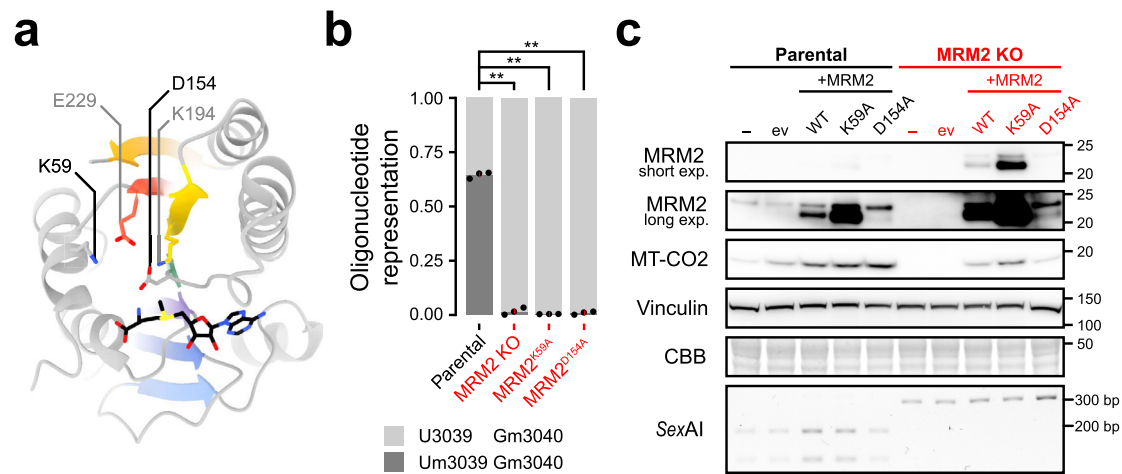 a
D154
E229
K194
K59
b
**
**
**
1.00
0.75
0.50
0.25
0.00
Oligonucleotide
representation
Parental
MRM2 KO
MRM2K59A
MRM2D154A
U3039 Gm3040
Um3039 Gm3040
c
Parental MRM2 KO
+MRM2 +MRM2
– ev WT K59A D154A – ev WT K59A D154A
MRM2
short exp.
25
20
MRM2
long exp.
25
20
MT-CO2
20
Vinculin
150
100
CBB
50
SexAI
300 bp
200 bp